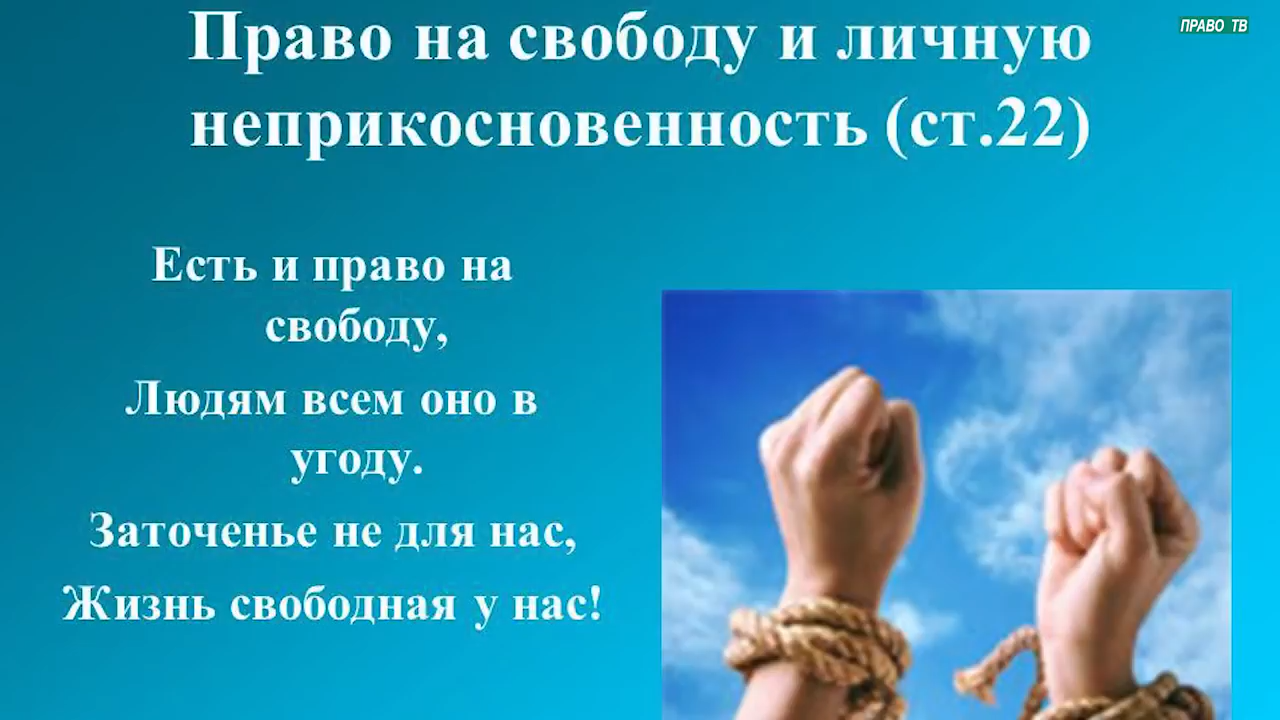 Право на свободу и личную
неприкосновенность (ст.22)
ПРАВО ТВ
Есть и право на
свободу,
Людям всем оно в
угоду.
Заточенье не для нас,
Жизнь свободная у нас!